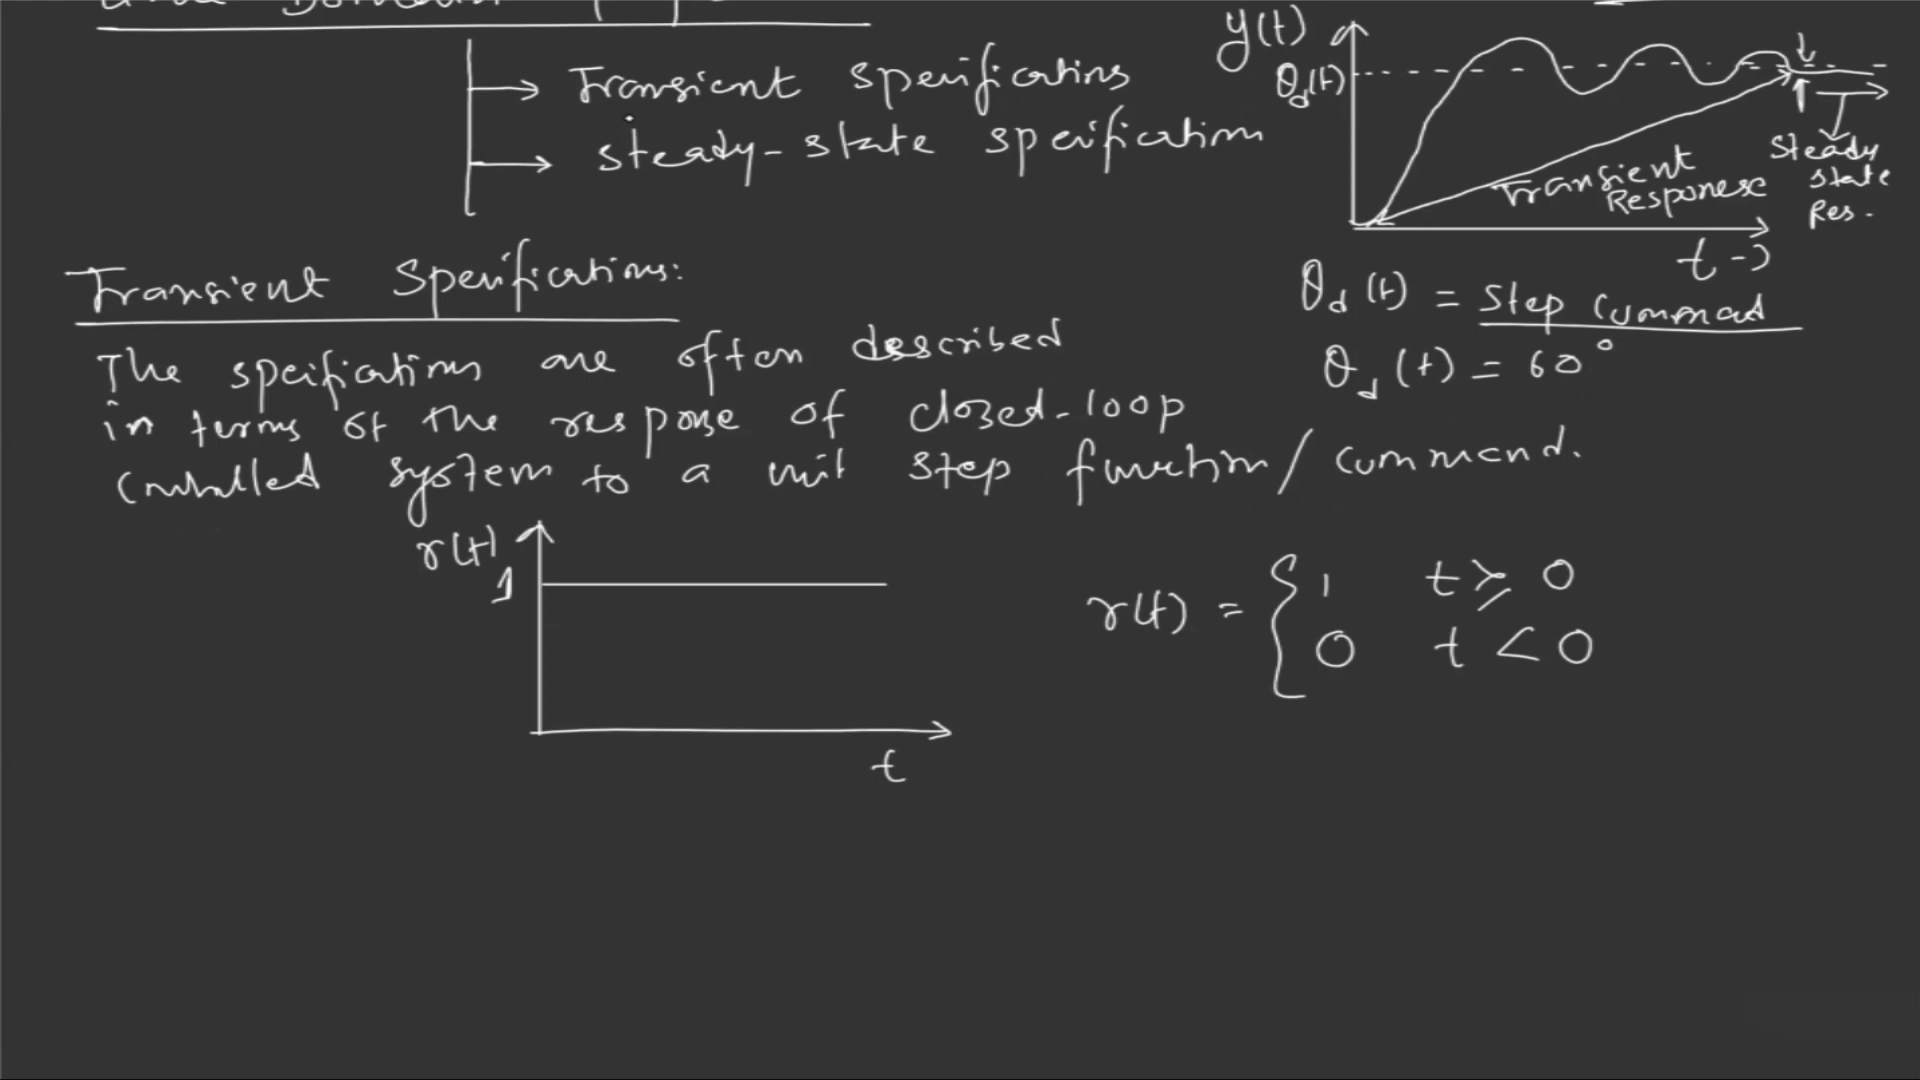 Transient specifications
steady-state specification
y(t)
θd(t)
Transient
Response
Steady
state
Res.
t →
Transient Specifications:
θd(t) = Step Command
θd(t) = 60°
The specifications are often described
in terms of the response of closed-loop
controlled system to a unit step function/command.
r(t)
1
t
r(t) = { 1 t ≥ 0
0 t < 0